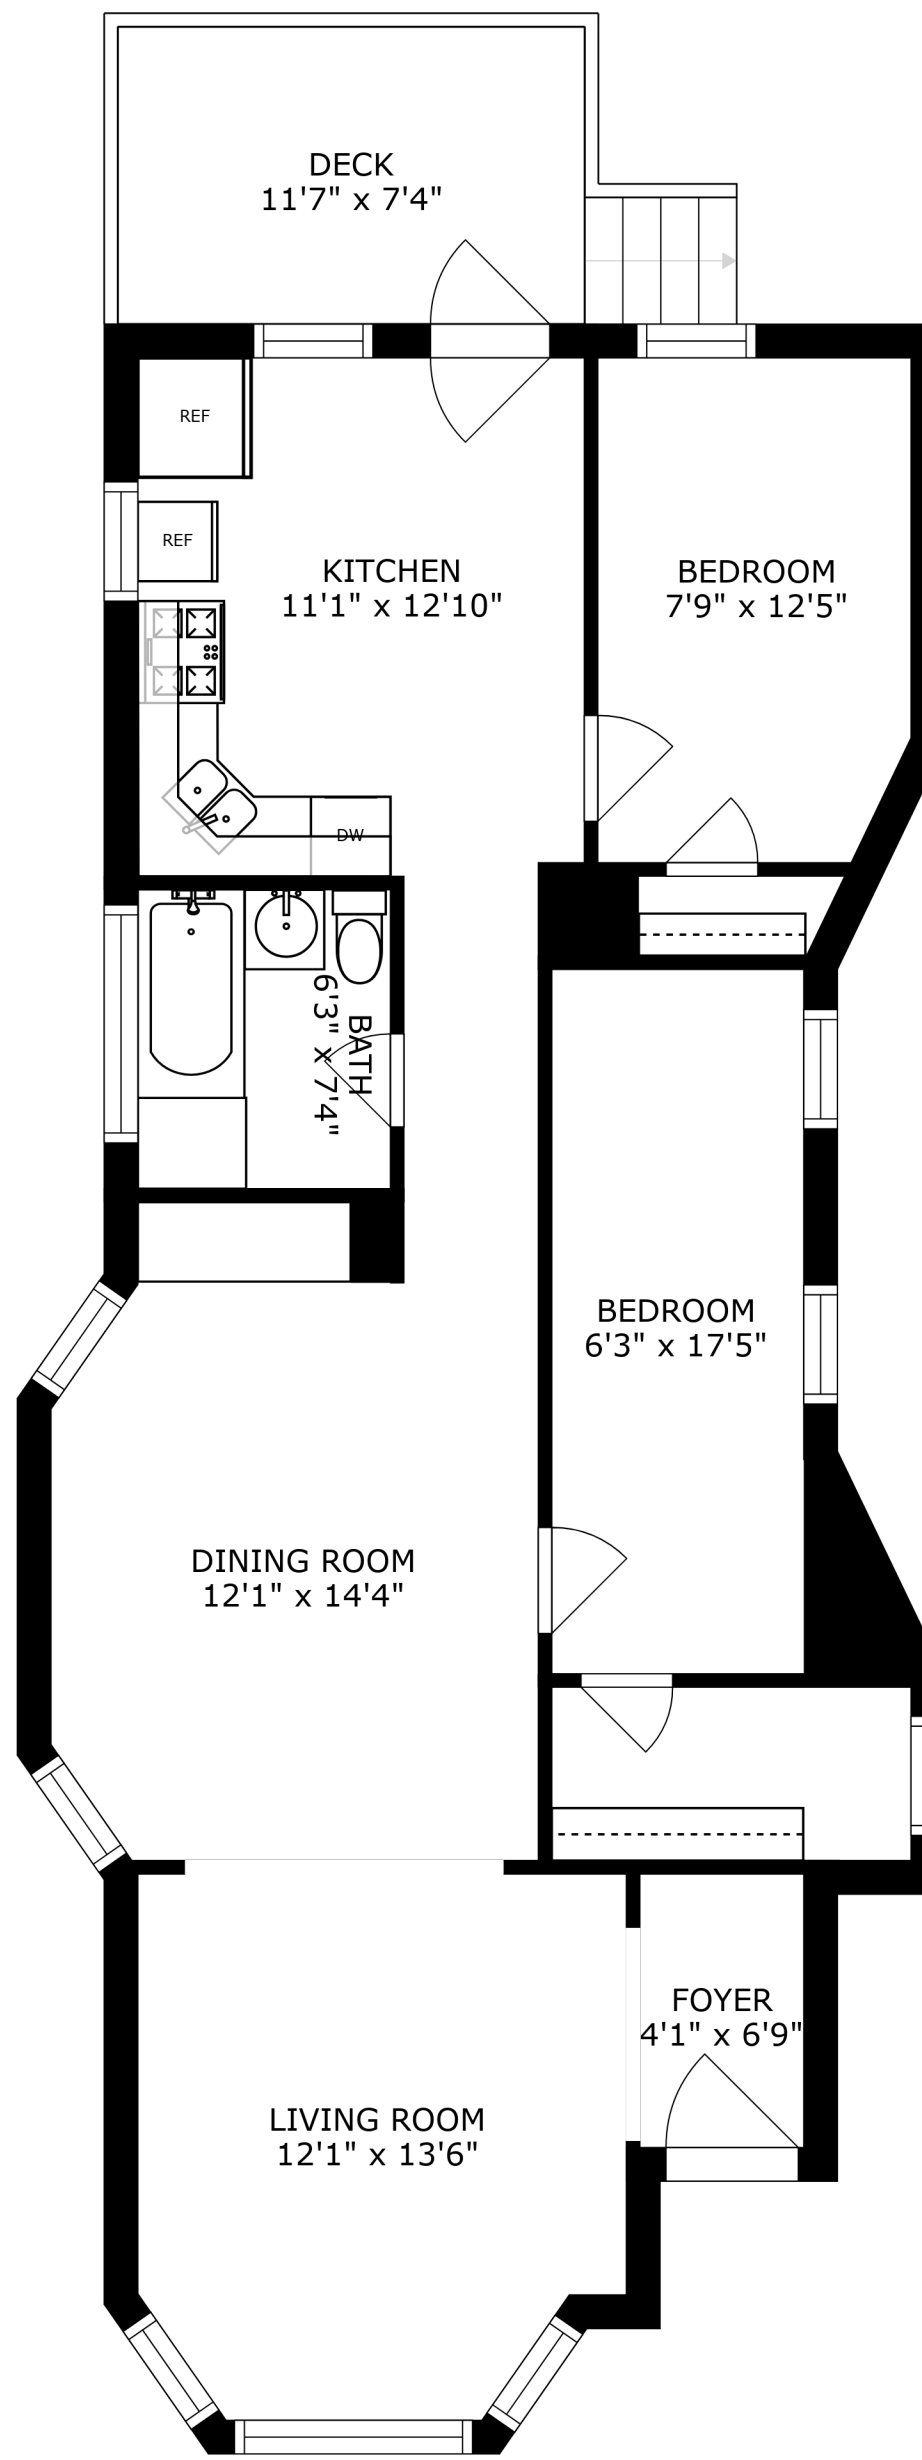 DECK
11'7" x 7'4"
REF
REF
KITCHEN
11'1" x 12'10"
BEDROOM
7'9" x 12'5"
DW
BATH
6'3" x 7'4"
BEDROOM
6'3" x 17'5"
DINING ROOM
12'1" x 14'4"
FOYER
4'1" x 6'9"
LIVING ROOM
12'1" x 13'6"